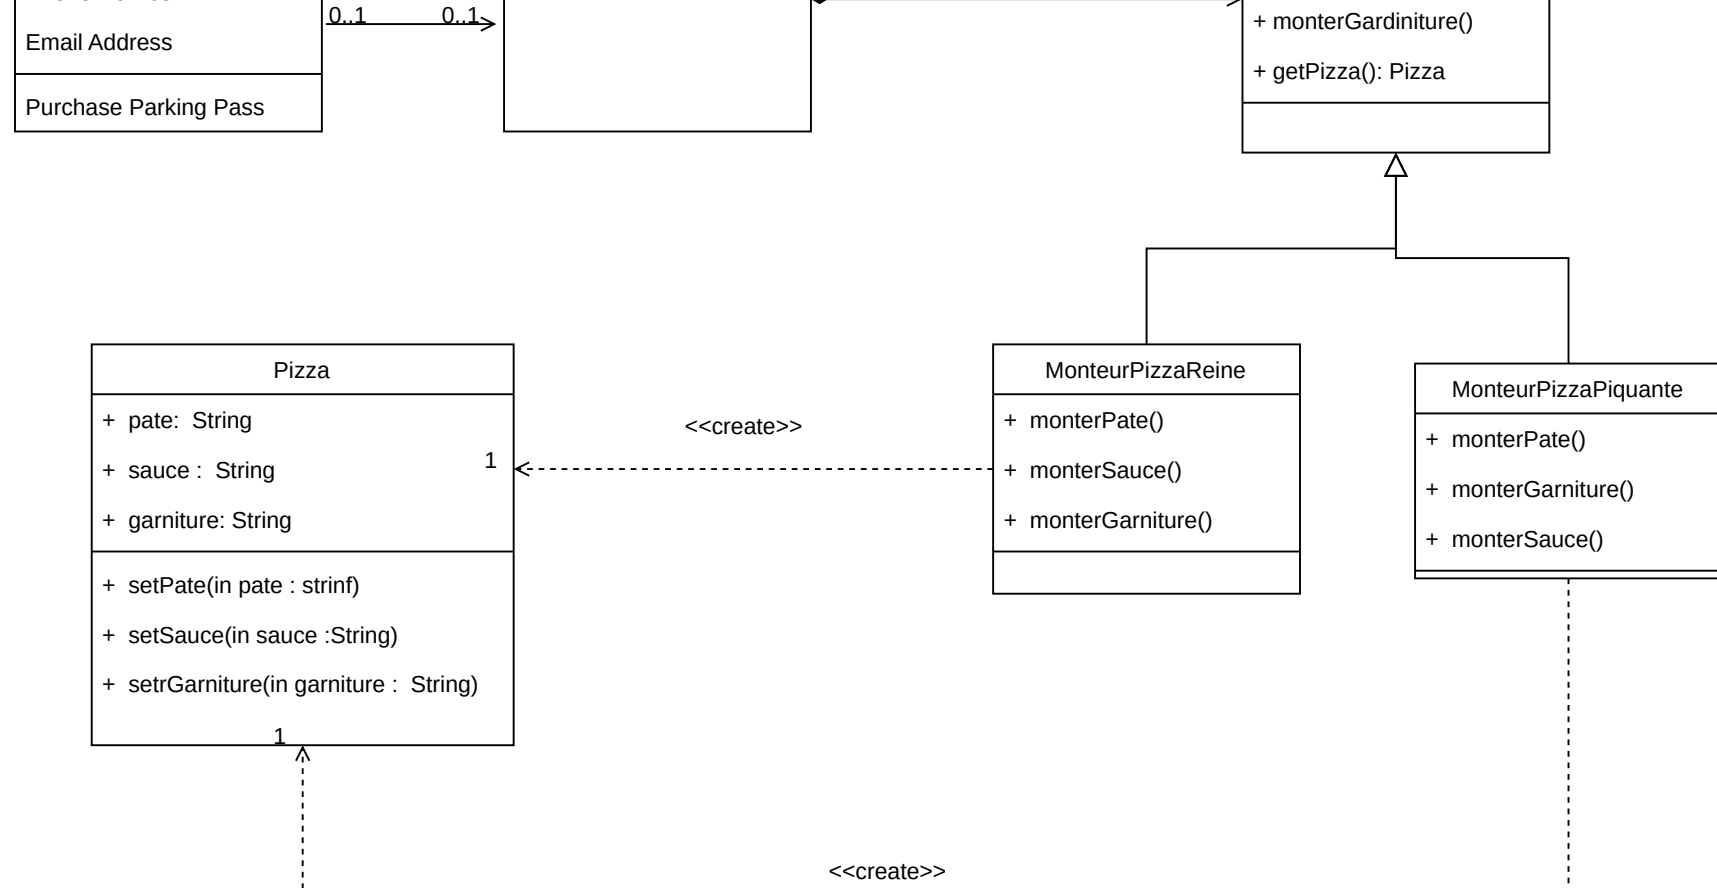 0..1 0..1
Email Address
Purchase Parking Pass
+ monterGardiniture()
+ getPizza(): Pizza
Pizza
+ pate: String
+ sauce : String
+ garniture: String
+ setPate(in pate : strinf)
+ setSauce(in sauce :String)
+ setrGarniture(in garniture : String)
1
1
<<create>>
MonteurPizzaReine
+ monterPate()
+ monterSauce()
+ monterGarniture()
MonteurPizzaPiquante
+ monterPate()
+ monterGarniture()
+ monterSauce()
<<create>>